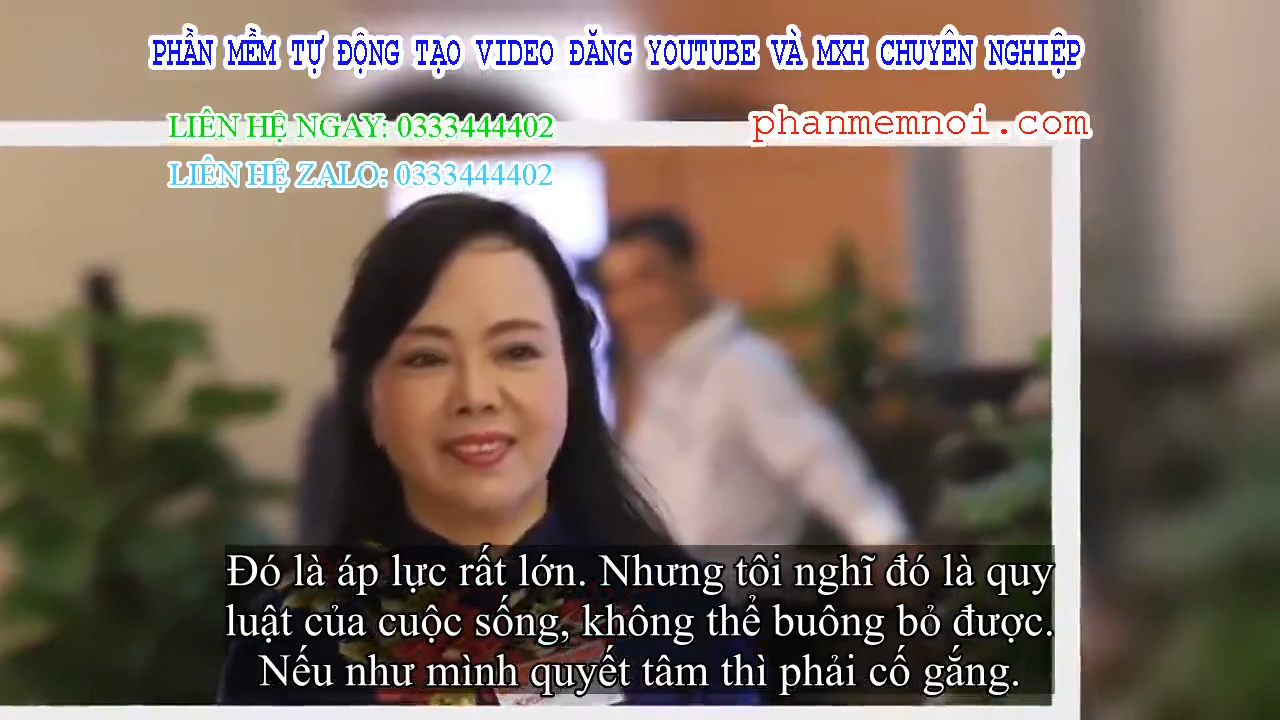 PHẦN MỀM TỰ ĐỘNG TẠO VIDEO ĐĂNG YOUTUBE VÀ MXH CHUYÊN NGHIỆP
LIÊN HỆ NGAY: 0333444402
phanmemnoi.com
LIÊN HỆ ZALO: 0333444402
Đó là áp lực rất lớn. Nhưng tôi nghĩ đó là quy
luật của cuộc sống, không thể buông bỏ được.
Nếu như mình quyết tâm thì phải cố gắng.